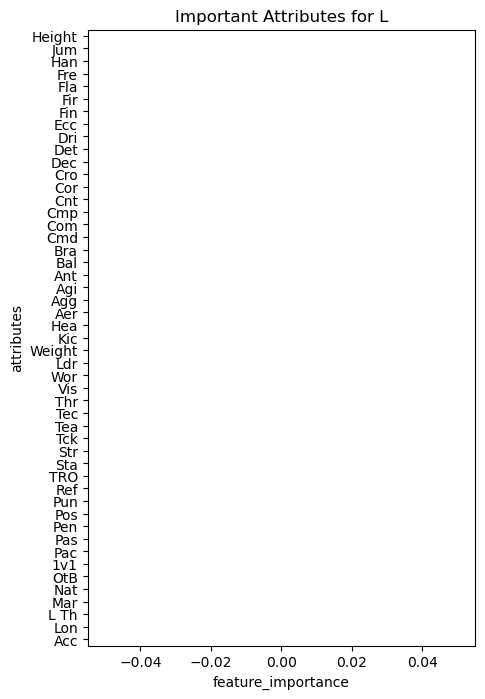 Important Attributes for L
Height
Jum
Han
Fre
Fla
Fir
Fin
Ecc
Dri
Det
Dec
Cro
Cor
Cnt
Cmp
Com
Cmd
Bra
Bal
Ant
Agi
Agg
Aer
Hea
Kic
Weight
Ldr
Wor
Vis
Thr
Tec
Tea
Tck
Str
Sta
TRO
Ref
Pun
Pos
Pen
Pas
Pac
1v1
OtB
Nat
Mar
L Th
Lon
Acc
attributes
−0.04 −0.02 0.00 0.02 0.04
feature_importance